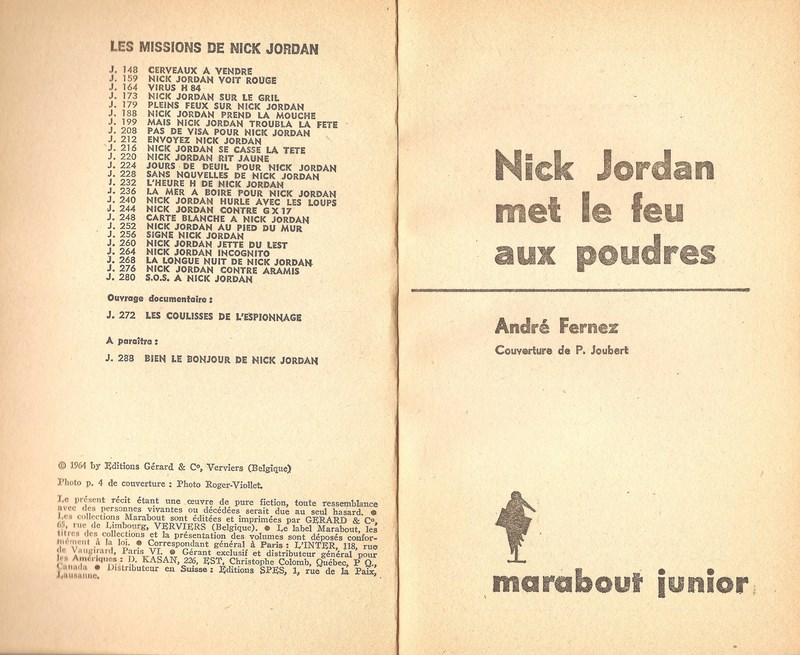 LES MISSIONS DE NICK JORDAN
J. 148 CERVEAUX A VENDRE
J. 159 NICK JORDAN VOIT ROUGE
J. 164 VIRUS H 84
J. 173 NICK JORDAN SUR LE GRIL
J. 179 PLEINS FEUX SUR NICK JORDAN
J. 188 NICK JORDAN PREND LA MOUCHE
J. 199 MAIS NICK JORDAN TROUBLA LA FETE
J. 208 PAS DE VISA POUR NICK JORDAN
J. 212 ENVOYEZ NICK JORDAN
J. 216 NICK JORDAN SE CASSE LA TETE
J. 220 NICK JORDAN RIT JAUNE
J. 224 JOURS DE DEUIL POUR NICK JORDAN
J. 228 SANS NOUVELLES DE NICK JORDAN
J. 232 L'HEURE H DE NICK JORDAN
J. 236 LA MER A BOIRE POUR NICK JORDAN
J. 240 NICK JORDAN HURLE AVEC LES LOUPS
J. 244 NICK JORDAN CONTRE G X 17
J. 248 CARTE BLANCHE A NICK JORDAN
J. 252 NICK JORDAN AU PIED DU MUR
J. 256 SIGNE NICK JORDAN
J. 260 NICK JORDAN JETTE DU LEST
J. 264 NICK JORDAN INCOGNITO
J. 268 LA LONGUE NUIT DE NICK JORDAN
J. 276 NICK JORDAN CONTRE ARAMIS
J. 280 S.O.S. A NICK JORDAN
Ouvrage documentaire :
J. 272 LES COULISSES DE L'ESPIONNAGE
A paraître :
J. 288 BIEN LE BONJOUR DE NICK JORDAN
© 1964 by Editions Gérard & C°, Verviers (Belgique)
Photo p. 4 de couverture : Photo Roger-Viollet.
Le présent récit étant une œuvre de pure fiction, toute ressemblance
avec des personnes vivantes ou décédées serait due au seul hasard. ●
Les collections Marabout sont éditées et imprimées par GERARD & C°,
65, rue de Limbourg, VERVIERS (Belgique). ● Le label Marabout, les
titres des collections et la présentation des volumes sont déposés confor-
mément à la loi. ● Correspondant général à Paris : L'INTER, 118, rue
de Vaugirard, Paris VI. ● Gérant exclusif et distributeur général pour
les Amériques : D. KASAN, 226, EST, Christophe Colomb, Québec, P Q.,
Canada ● Distributeur en Suisse : Editions SPES, 1, rue de la Paix,
Lausanne.
Nick Jordan
met le feu
aux poudres
André Fernez
Couverture de P. Joubert
marabout junior